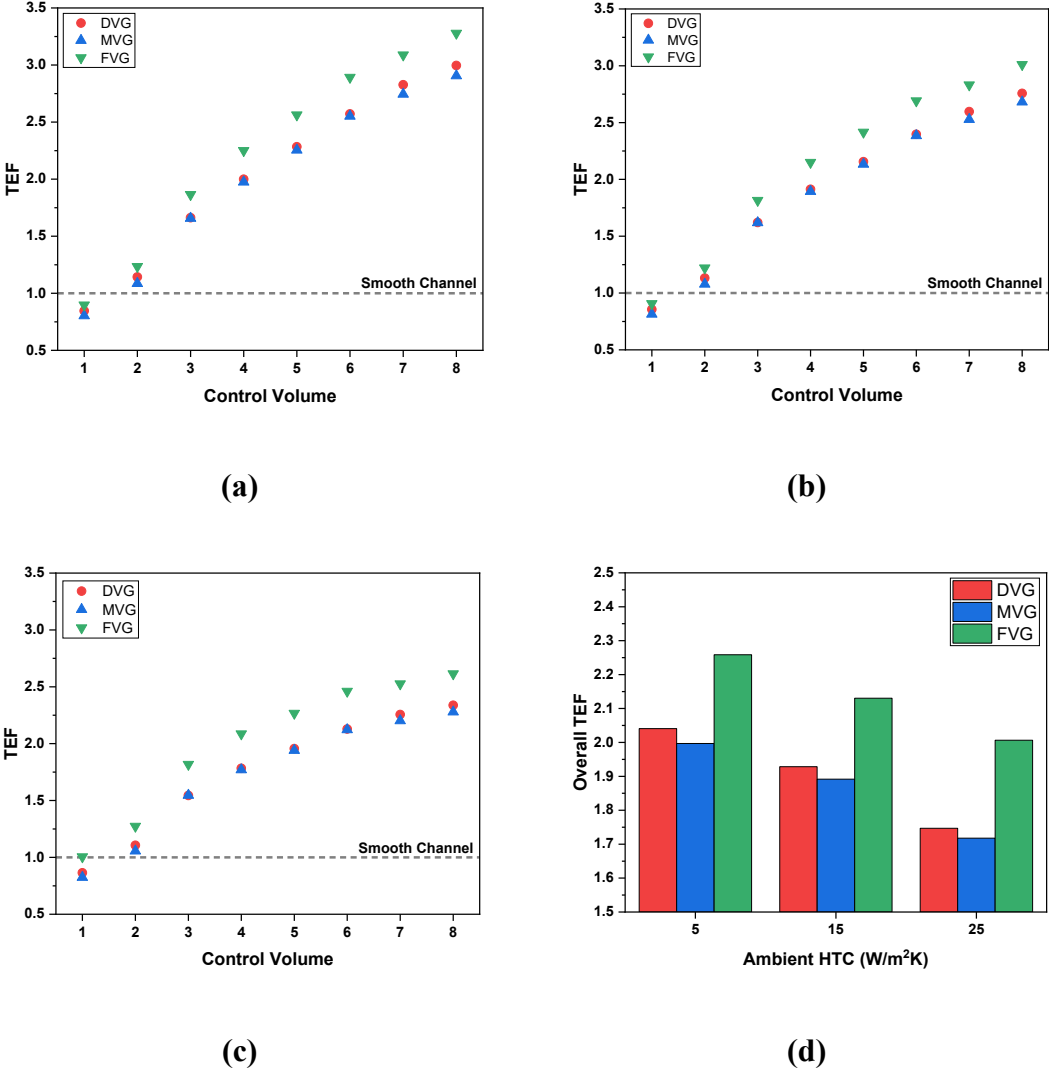 3.5
3.0
2.5
2.0
1.5
1.0
0.5
TEF
DVG
MVG
FVG
Smooth Channel
1 2 3 4 5 6 7 8
Control Volume
(a)
3.5
3.0
2.5
2.0
1.5
1.0
0.5
TEF
DVG
MVG
FVG
Smooth Channel
1 2 3 4 5 6 7 8
Control Volume
(b)
3.5
3.0
2.5
2.0
1.5
1.0
0.5
TEF
DVG
MVG
FVG
Smooth Channel
1 2 3 4 5 6 7 8
Control Volume
(c)
2.5
2.4
2.3
2.2
2.1
2.0
1.9
1.8
1.7
1.6
1.5
Overall TEF
DVG
MVG
FVG
5 15 25
Ambient HTC (W/m²K)
(d)